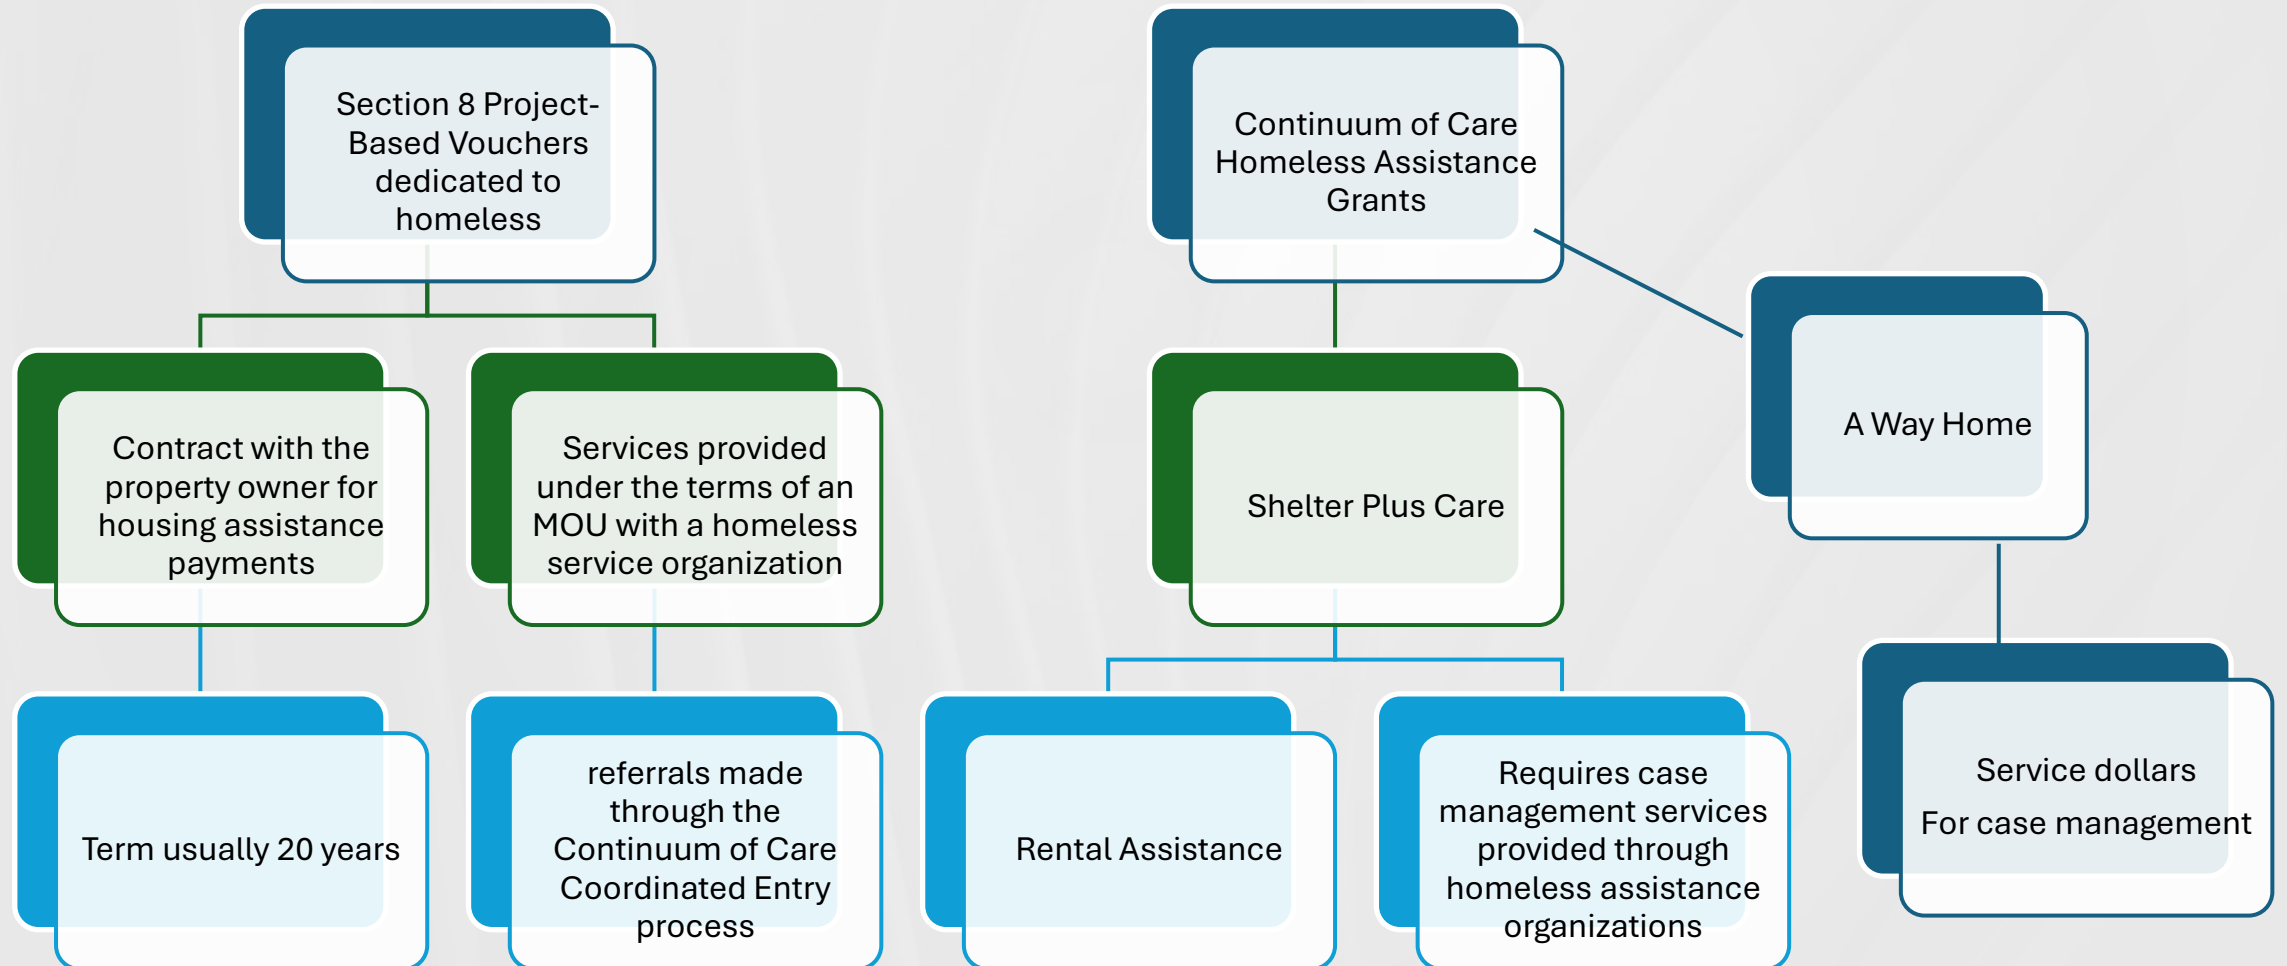 Section 8 Project-
Based Vouchers
dedicated to
homeless
Continuum of Care
Homeless Assistance
Grants
Contract with the
property owner for
housing assistance
payments
Services provided
under the terms of an
MOU with a homeless
service organization
Shelter Plus Care
A Way Home
Term usually 20 years
referrals made
through the
Continuum of Care
Coordinated Entry
process
Rental Assistance
Requires case
management services
provided through
homeless assistance
organizations
Service dollars
For case management